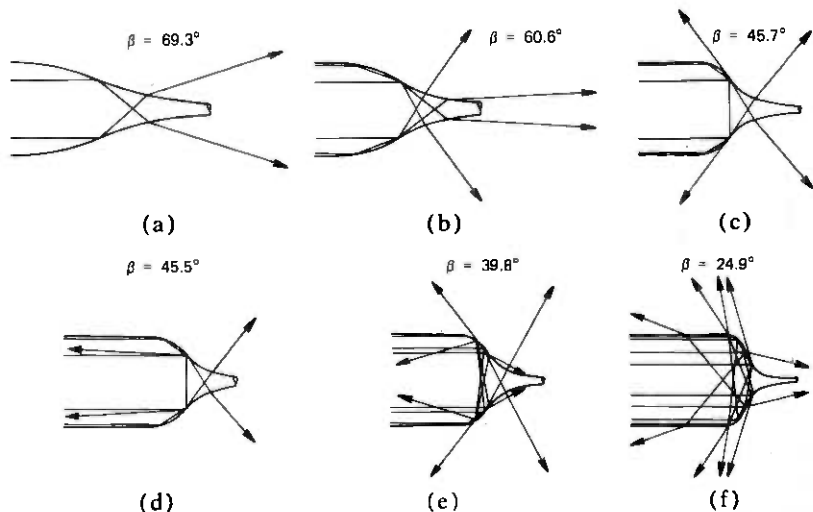 β = 69.3°
β = 60.6°
β = 45.7°
(a)
(b)
(c)
β = 45.5°
β = 39.8°
β = 24.9°
(d)
(e)
(f)